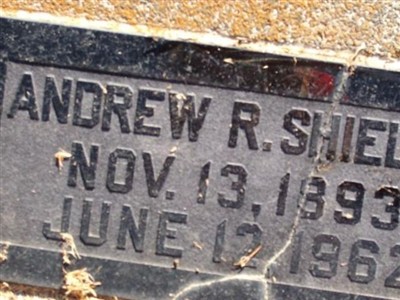 ANDREW R. SHIEL
NOV. 13, 1893
JUNE 12, 1962